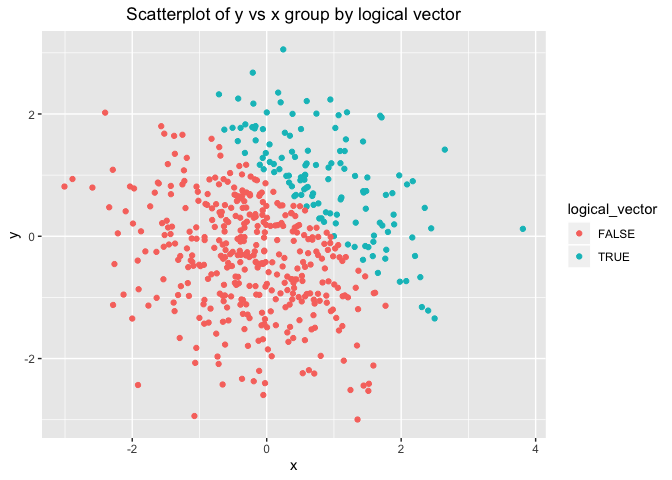 Scatterplot of y vs x group by logical vector
2
0
-2
y
-2
0
2
4
x
logical_vector
FALSE
TRUE